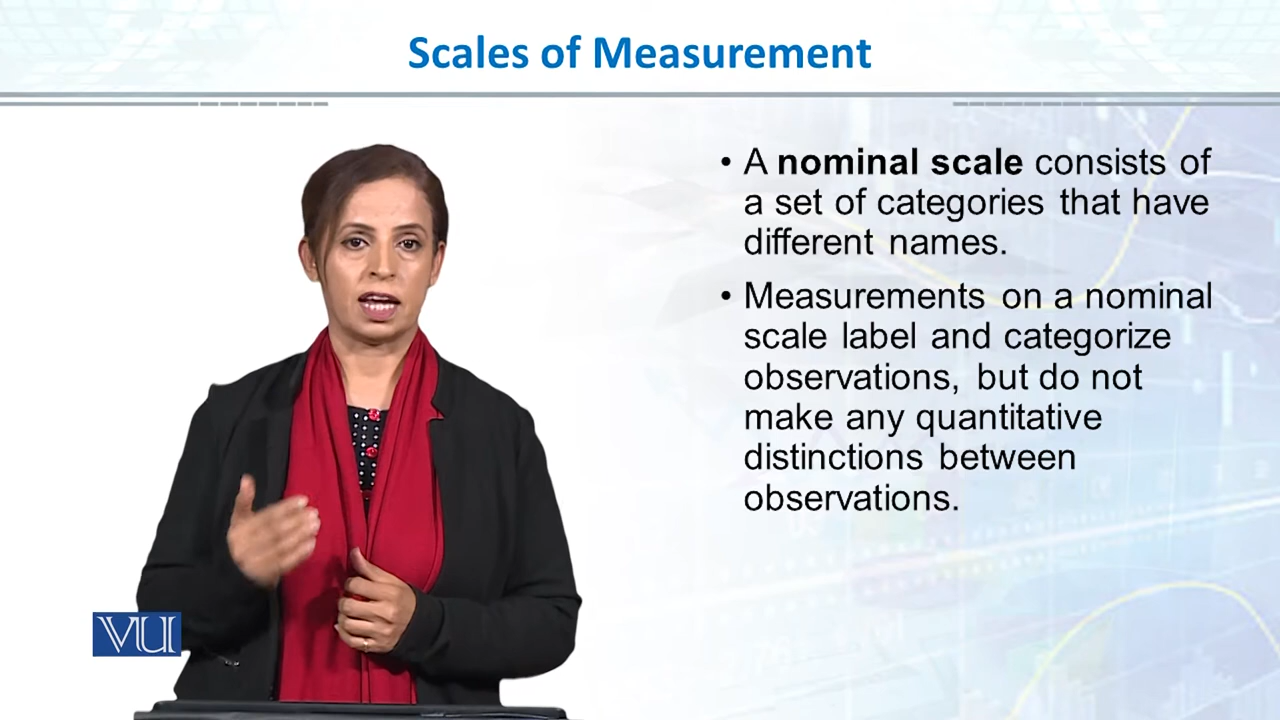 Scales of Measurement
• A nominal scale consists of
a set of categories that have
different names.
• Measurements on a nominal
scale label and categorize
observations, but do not
make any quantitative
distinctions between
observations.
VU